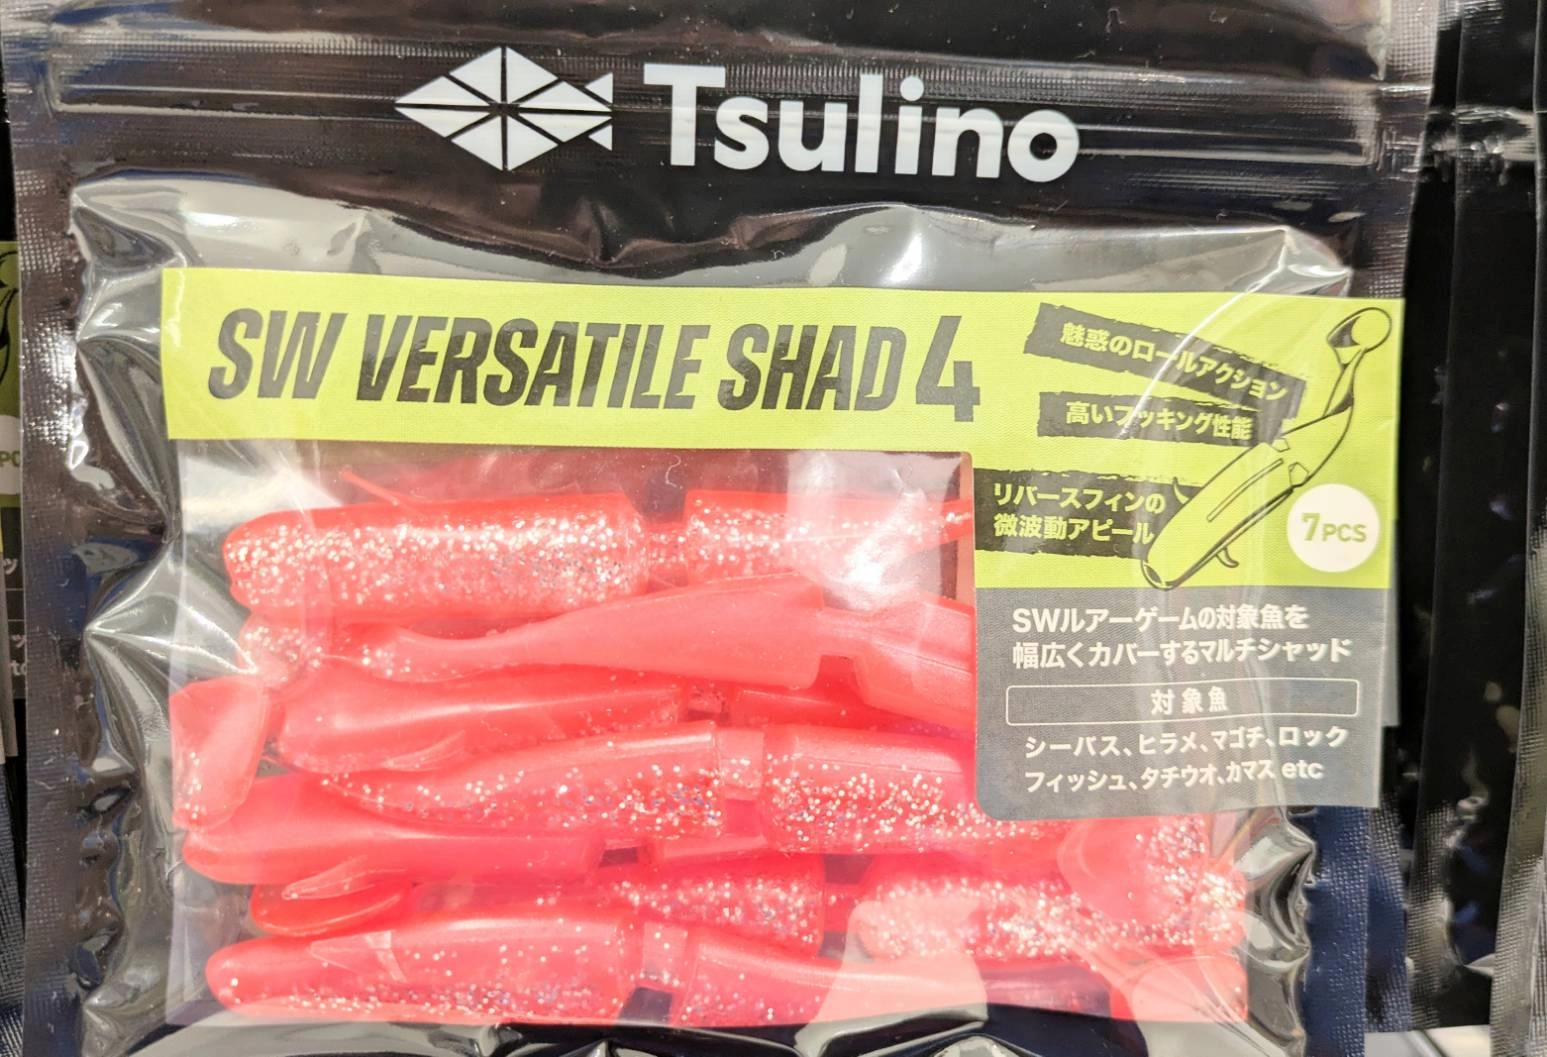 Tsulino
SW VERSATILE SHAD 4
魅惑のロールアクション
高いフッキング性能
リバースフィンの
微波動アピール
7PCS
SWルアーゲームの対象魚を
幅広くカバーするマルチシャッド
対象魚
シーバス、ヒラメ、マゴチ、ロック
フィッシュ、タチウオ、カマス etc